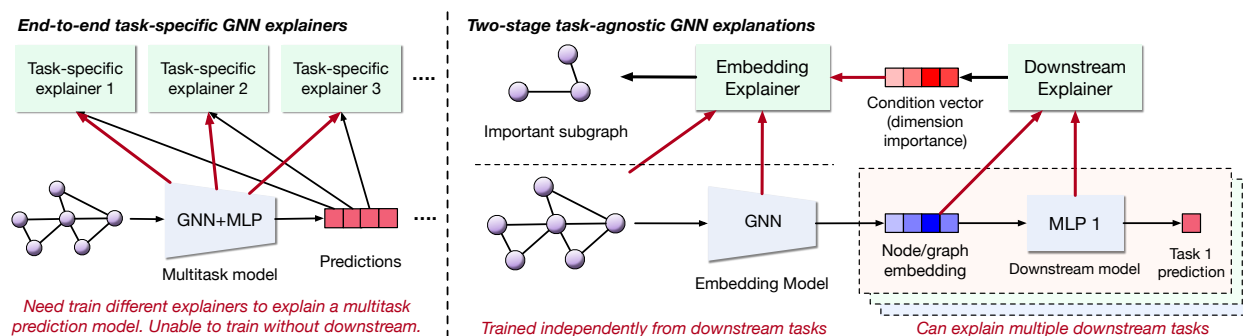 End-to-end task-specific GNN explainers
Task-specific
explainer 1
Task-specific
explainer 2
Task-specific
explainer 3
....
GNN+MLP
Multitask model
Predictions
....
Need train different explainers to explain a multitask
prediction model. Unable to train without downstream.
Two-stage task-agnostic GNN explanations
Important subgraph
Embedding
Explainer
Condition vector
(dimension
importance)
Downstream
Explainer
GNN
Embedding Model
Node/graph
embedding
MLP 1
Downstream model
Task 1
prediction
Trained independently from downstream tasks
Can explain multiple downstream tasks